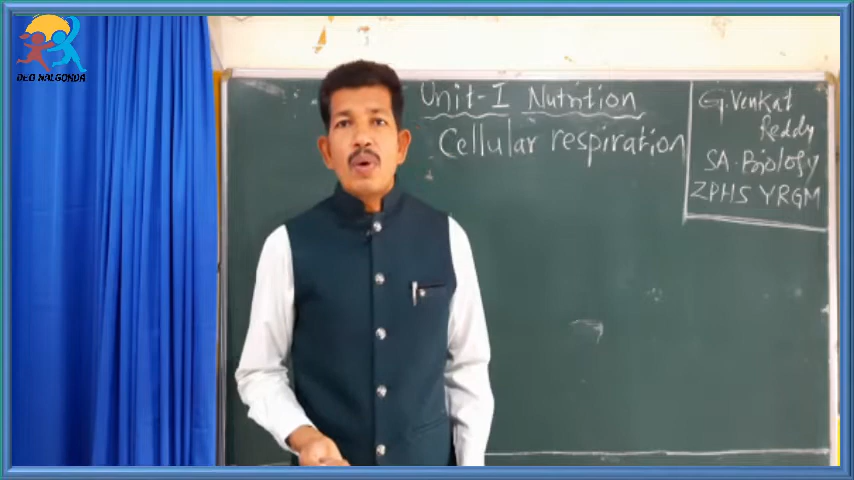 DEO NALGONDA
Unit-I Nutrition
Cellular respiration
G.Venkat
Reddy
SA.Biology
ZPHS YRGM